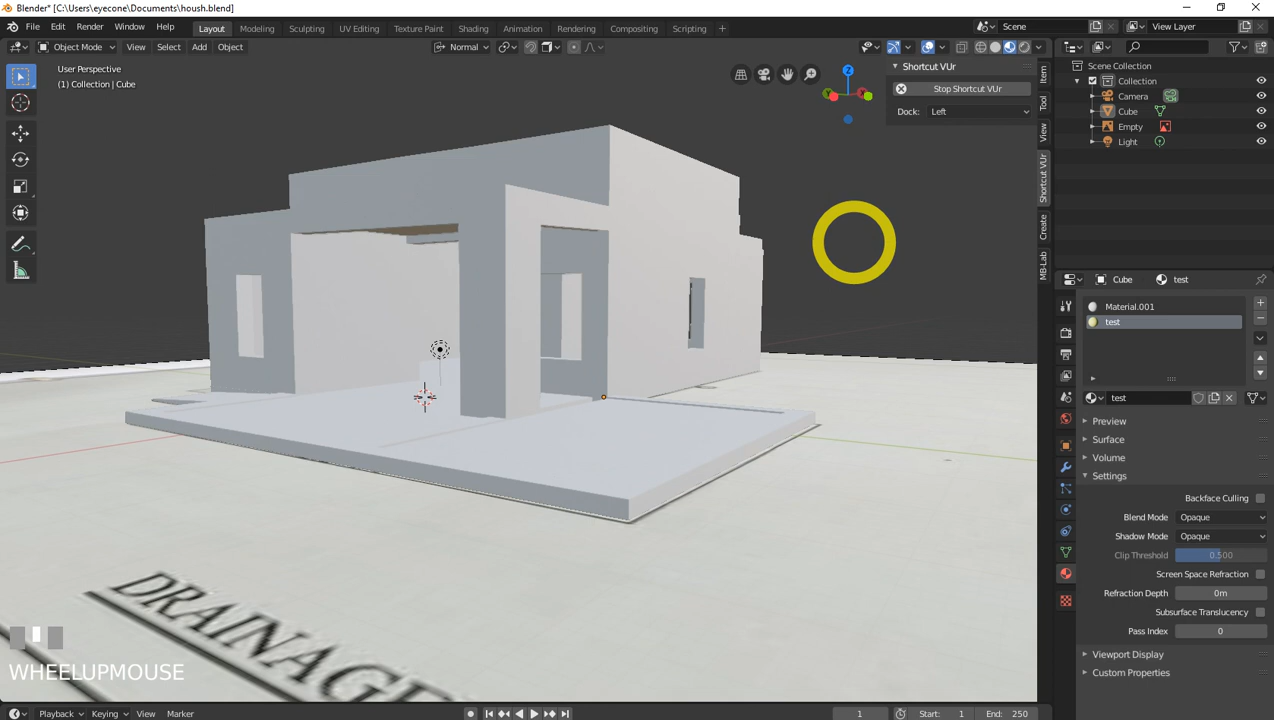 Blender* [C:\Users\eyecone\Documents\housh.blend]
File Edit Render Window Help
Layout Modeling Sculpting UV Editing Texture Paint Shading Animation Rendering Compositing Scripting +
Scene
View Layer
Object Mode View Select Add Object
Normal
User Perspective
(1) Collection | Cube
Shortcut VUr
Stop Shortcut VUr
Dock: Left
Item
Tool
View
Shortcut VUr
Create
MB-Lab
Scene Collection
Collection
Camera
Cube
Empty
Light
Cube test
Material.001
test
test
Preview
Surface
Volume
Settings
Backface Culling
Blend Mode Opaque
Shadow Mode Opaque
Clip Threshold 0.500
Screen Space Refraction
Refraction Depth 0m
Subsurface Translucency
Pass Index 0
Viewport Display
Custom Properties
DRAINAGE
WHEELUPMOUSE
Playback Keying View Marker
1 Start: 1 End: 250